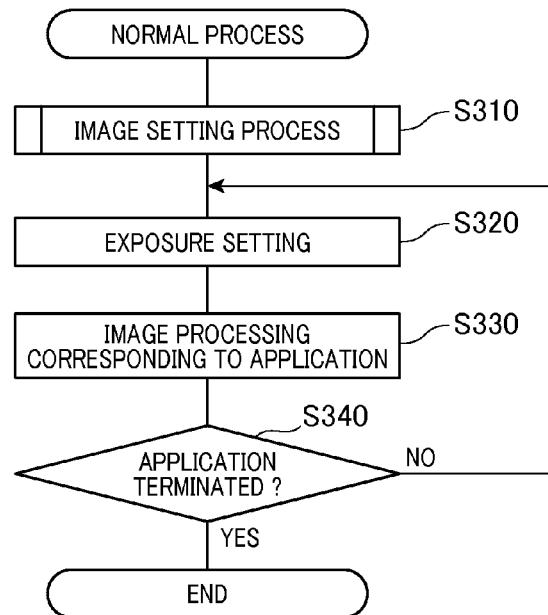 NORMAL PROCESS
IMAGE SETTING PROCESS
S310
EXPOSURE SETTING
S320
IMAGE PROCESSING
CORRESPONDING TO APPLICATION
S330
S340
APPLICATION
TERMINATED ?
NO
YES
END